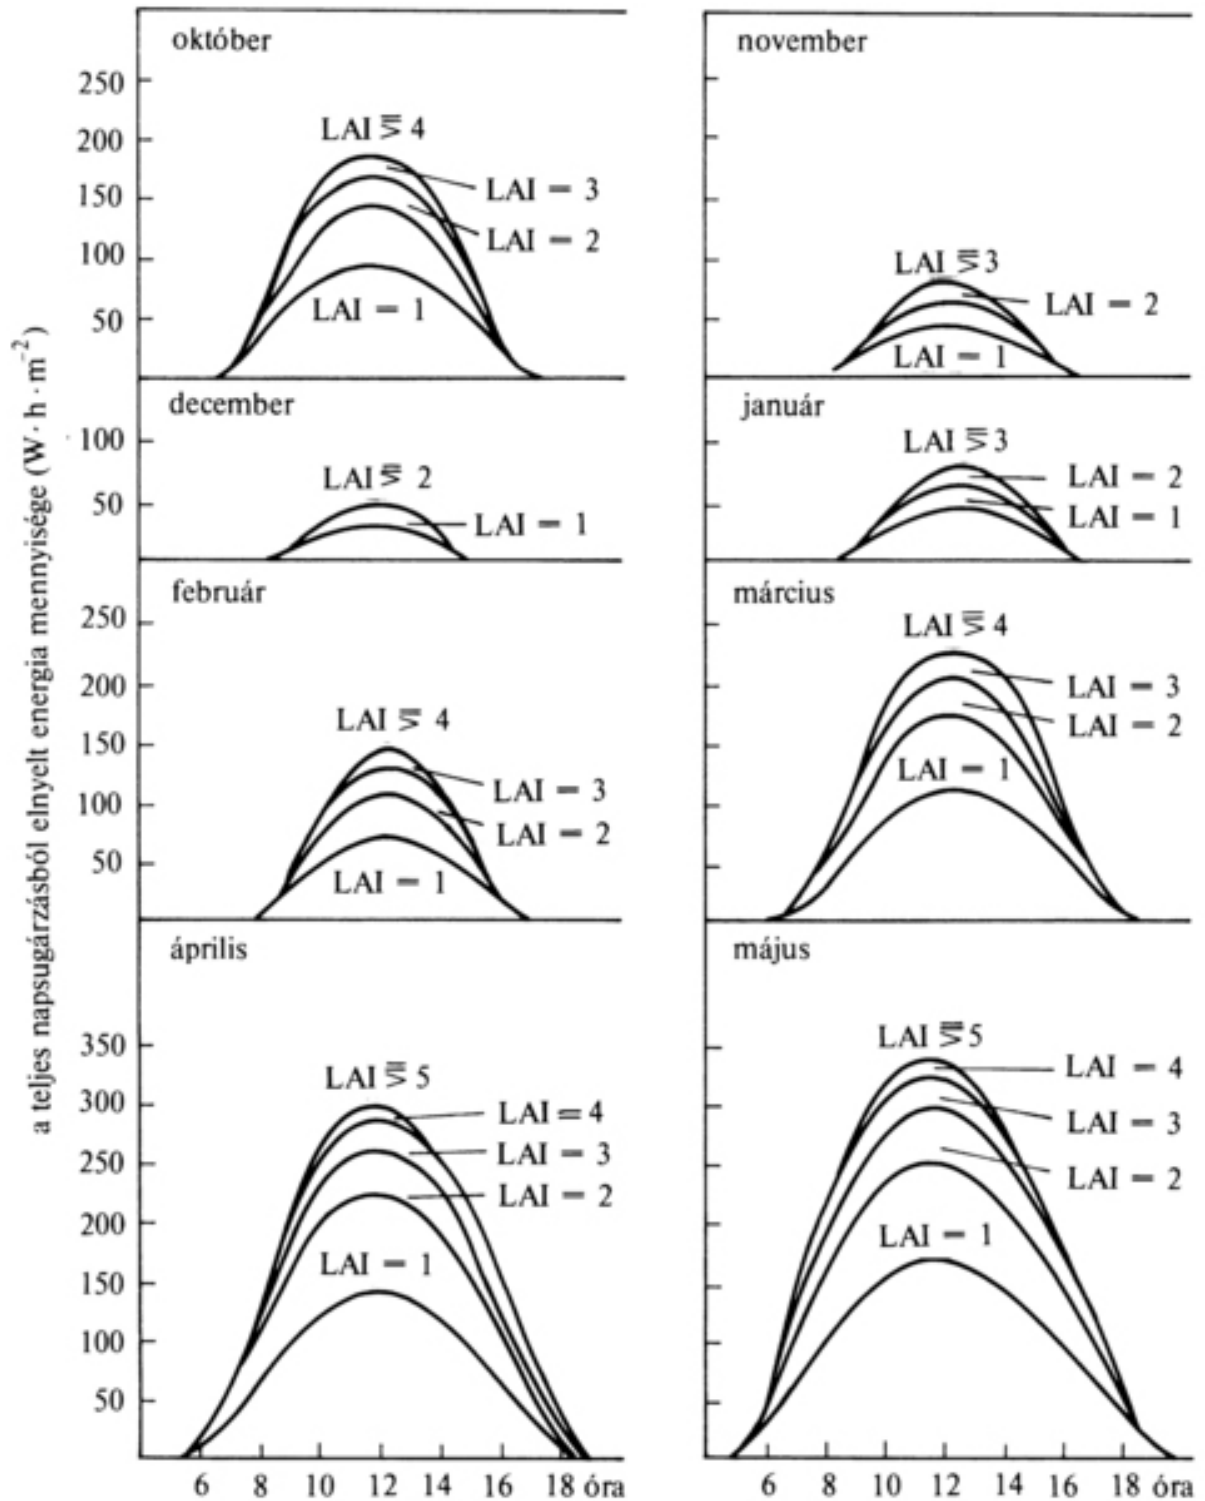 a teljes napsugárzásból elnyelt energia mennyisége (W · h · m⁻²)
október
250
200
150
100
50
LAI ⋝ 4
LAI = 3
LAI = 2
LAI = 1
november
LAI ⋝ 3
LAI = 2
LAI = 1
december
100
50
LAI ⋝ 2
LAI = 1
január
LAI ⋝ 3
LAI = 2
LAI = 1
február
250
200
150
100
50
LAI ⋝ 4
LAI = 3
LAI = 2
LAI = 1
március
LAI ⋝ 4
LAI = 3
LAI = 2
LAI = 1
április
350
300
250
200
150
100
50
LAI ⋝ 5
LAI = 4
LAI = 3
LAI = 2
LAI = 1
6 8 10 12 14 16 18 óra
május
LAI ⋝ 5
LAI = 4
LAI = 3
LAI = 2
LAI = 1
6 8 10 12 14 16 18 óra